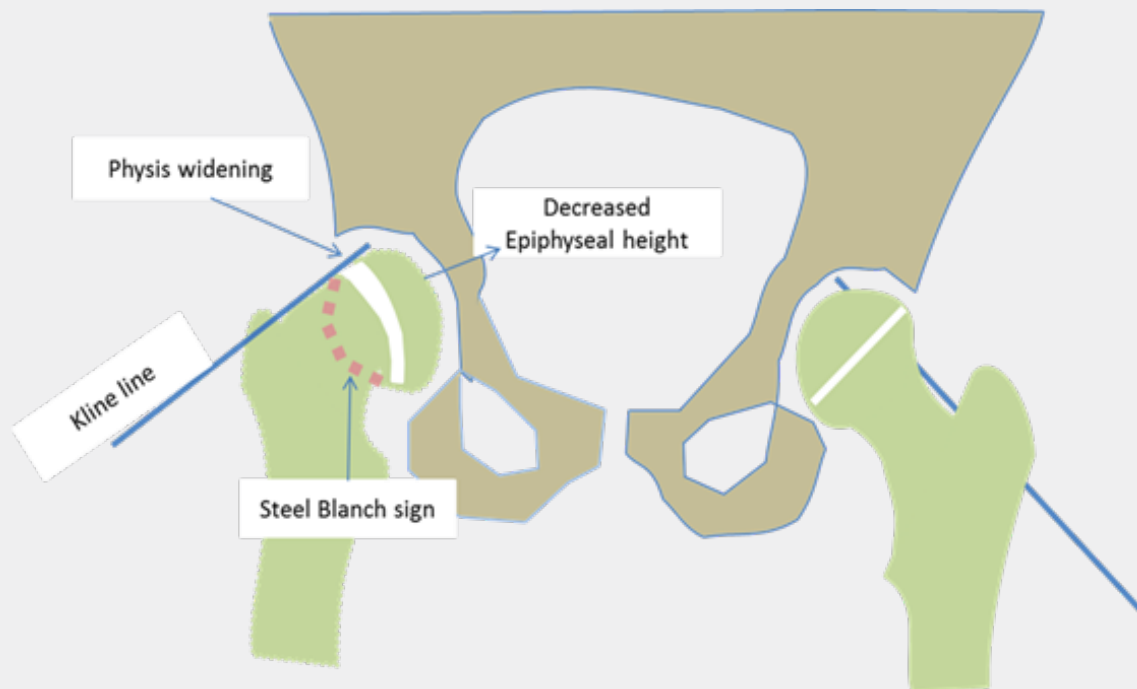 Physis widening
Decreased
Epiphyseal height
Kline line
Steel Blanch sign